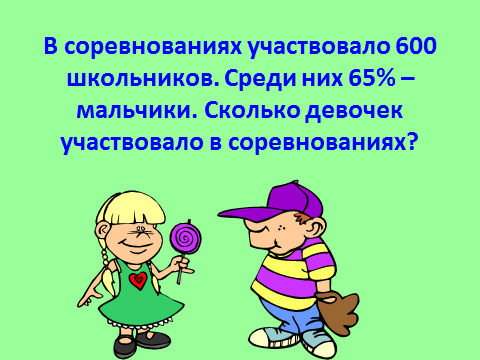 В соревнованиях участвовало 600
школьников. Среди них 65% –
мальчики. Сколько девочек
участвовало в соревнованиях?